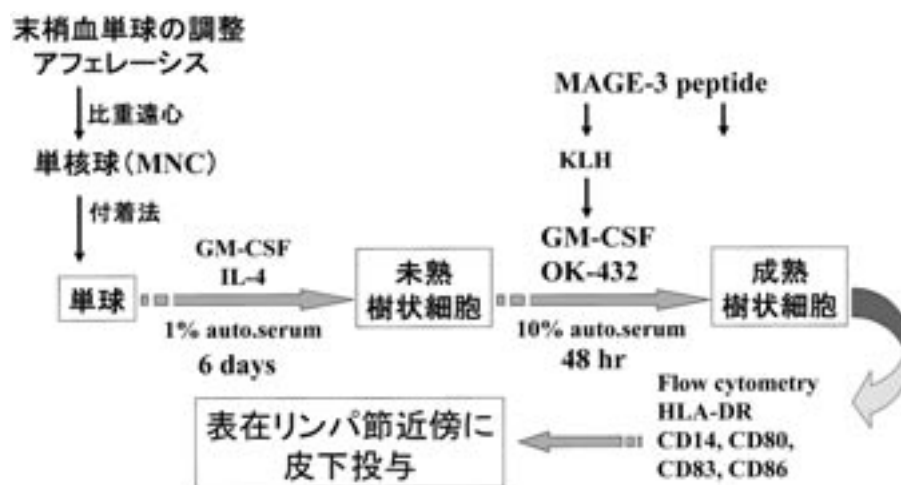 末梢血単球の調整
アフェレーシス
比重遠心
単核球（MNC）
付着法
単球
GM-CSF
IL-4
1% auto.serum
6 days
未熟
樹状細胞
MAGE-3 peptide
KLH
GM-CSF
OK-432
10% auto.serum
48 hr
成熟
樹状細胞
Flow cytometry
HLA-DR
CD14, CD80,
CD83, CD86
表在リンパ節近傍に
皮下投与